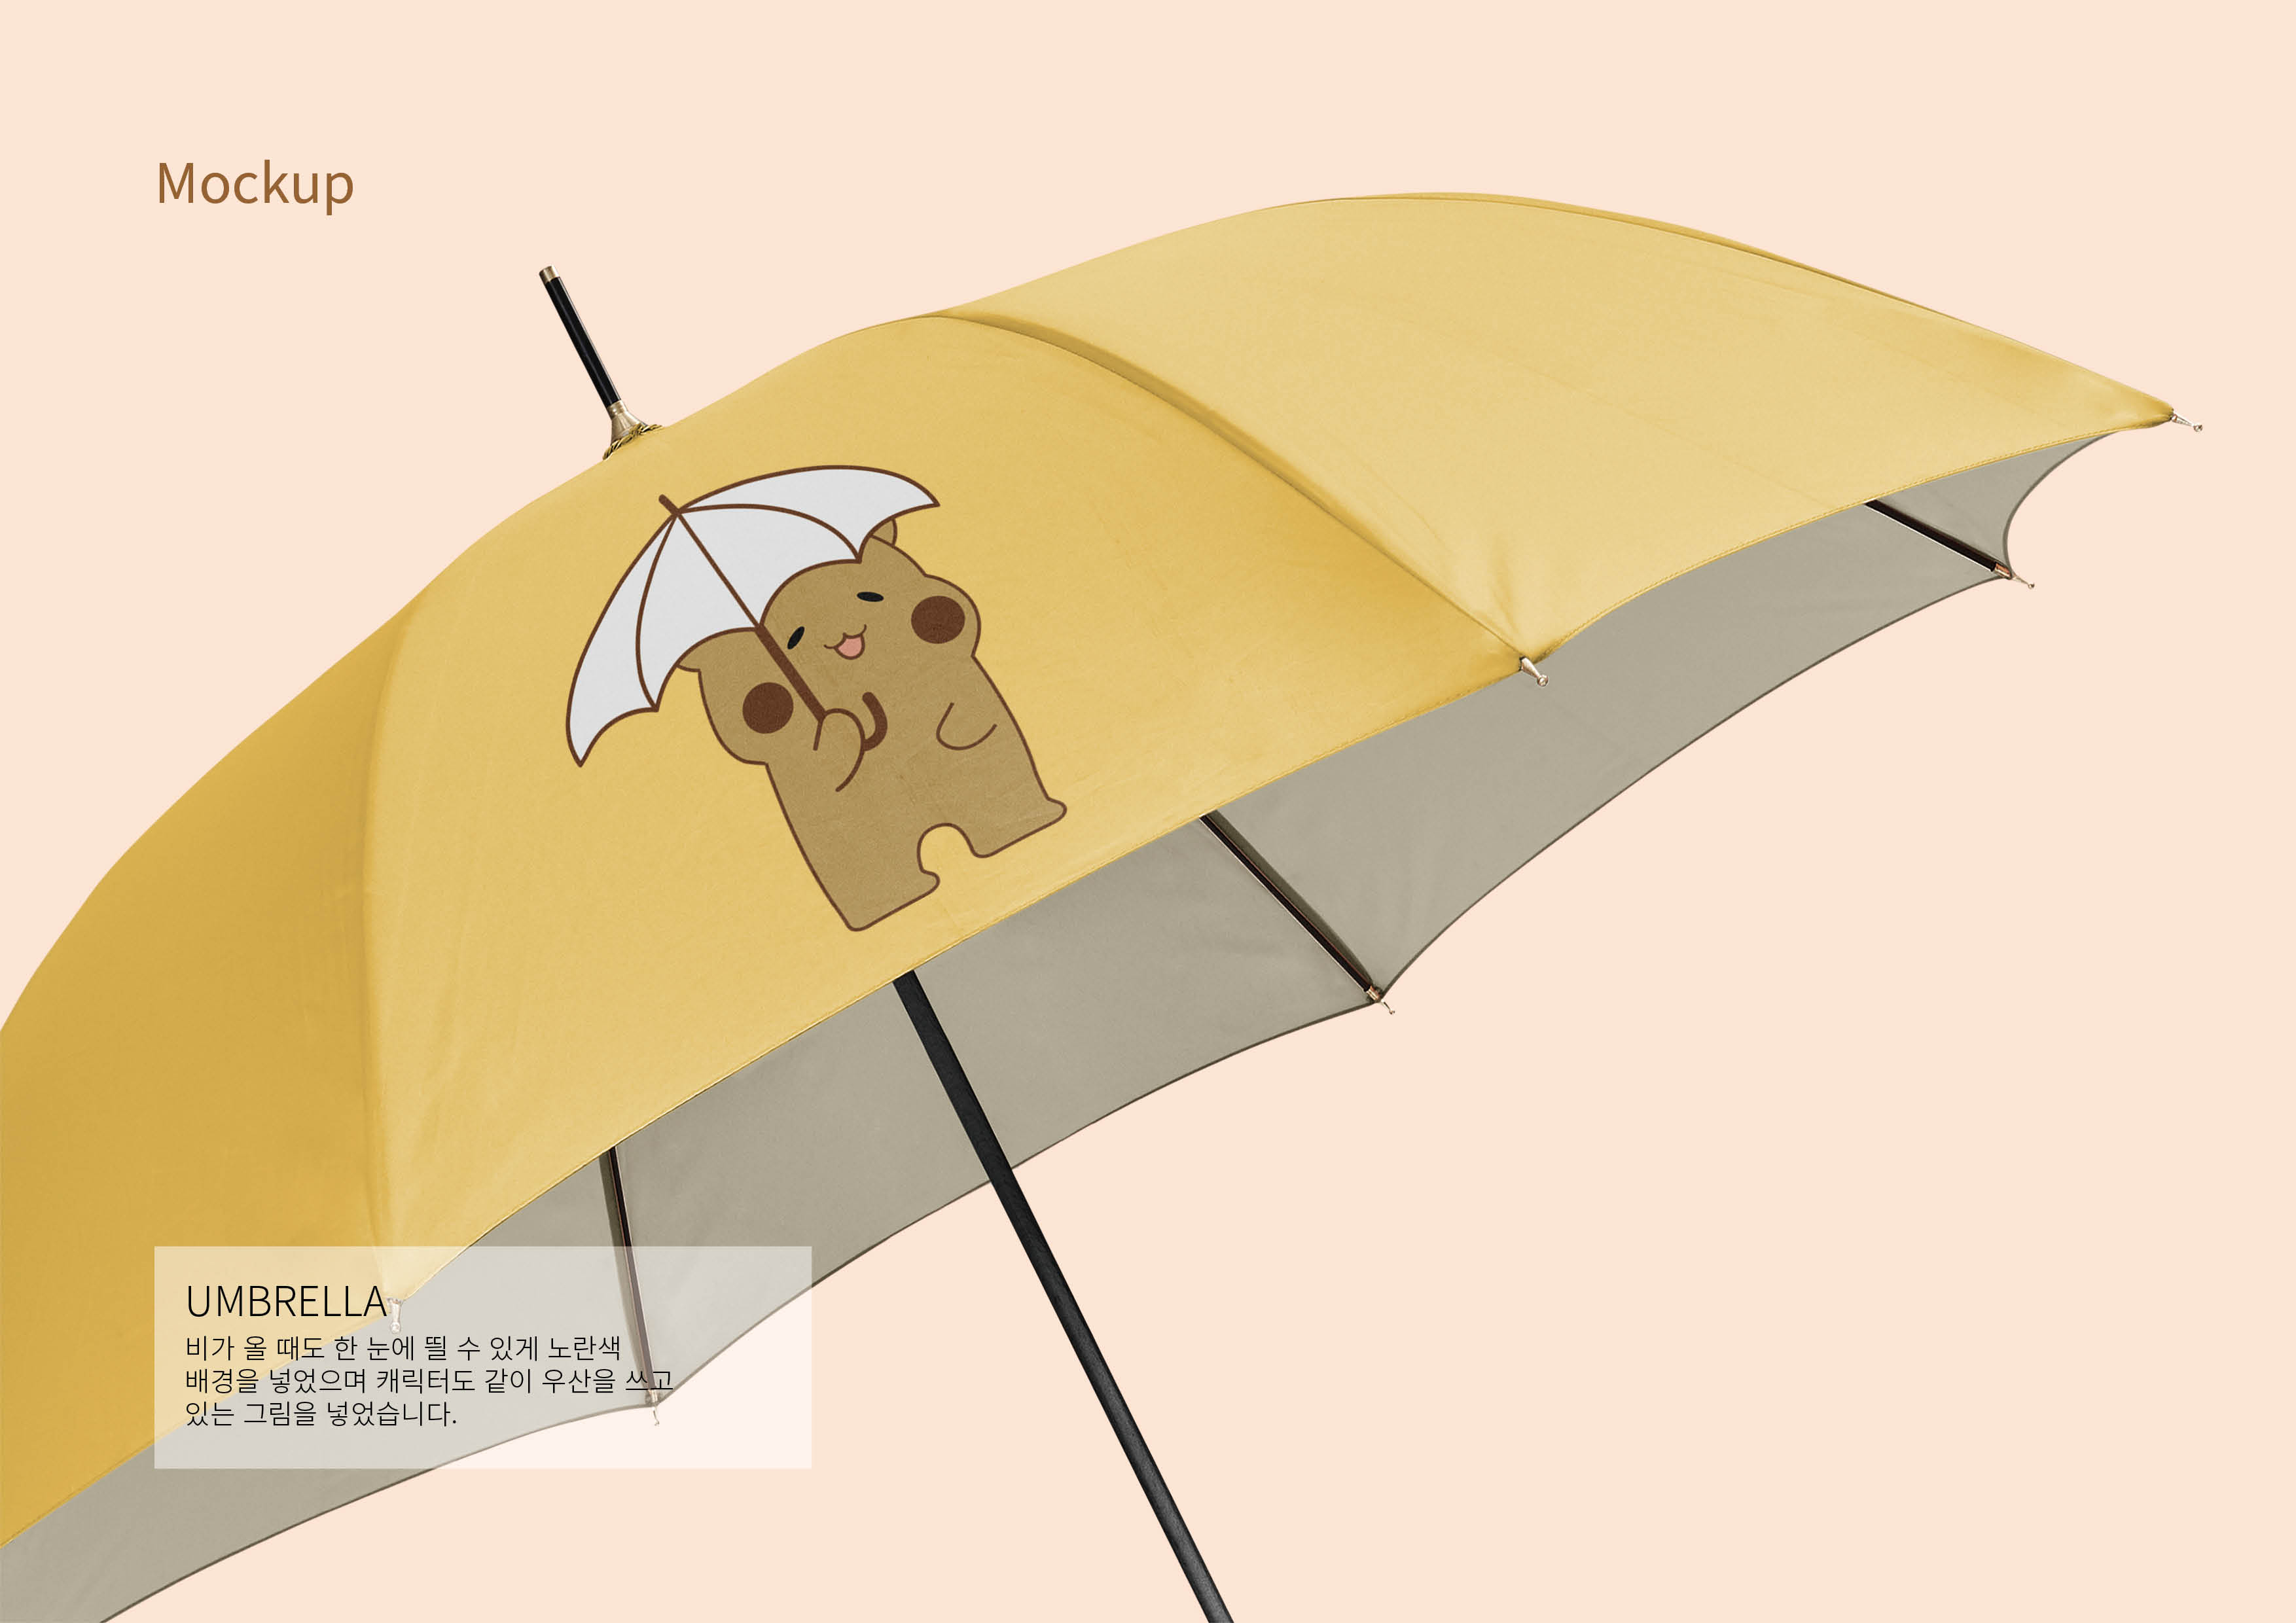 Mockup
UMBRELLA
비가 올 때도 한 눈에 띌 수 있게 노란색
배경을 넣었으며 캐릭터도 같이 우산을 쓰고
있는 그림을 넣었습니다.